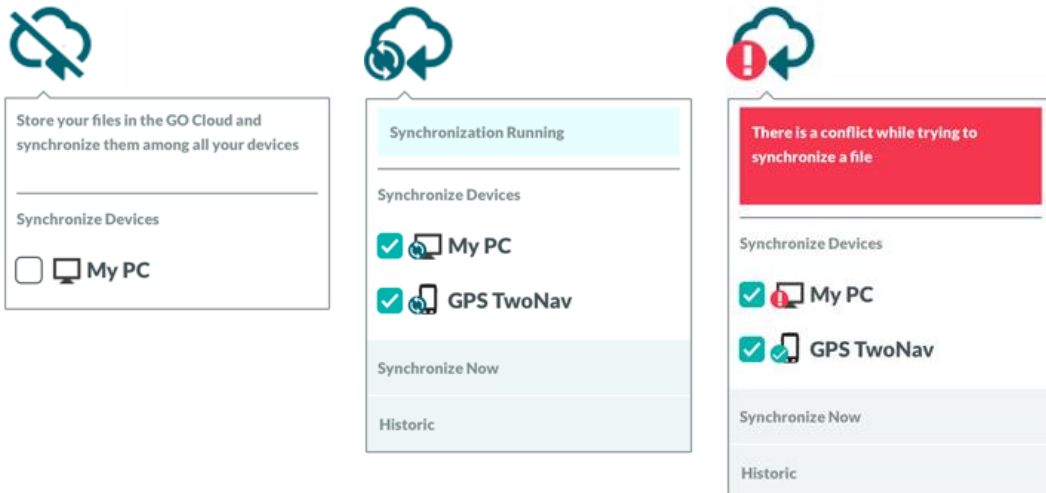 Store your files in the GO Cloud and
synchronize them among all your devices
Synchronize Devices
My PC
Synchronization Running
Synchronize Devices
My PC
GPS TwoNav
Synchronize Now
Historic
There is a conflict while trying to
synchronize a file
Synchronize Devices
My PC
GPS TwoNav
Synchronize Now
Historic